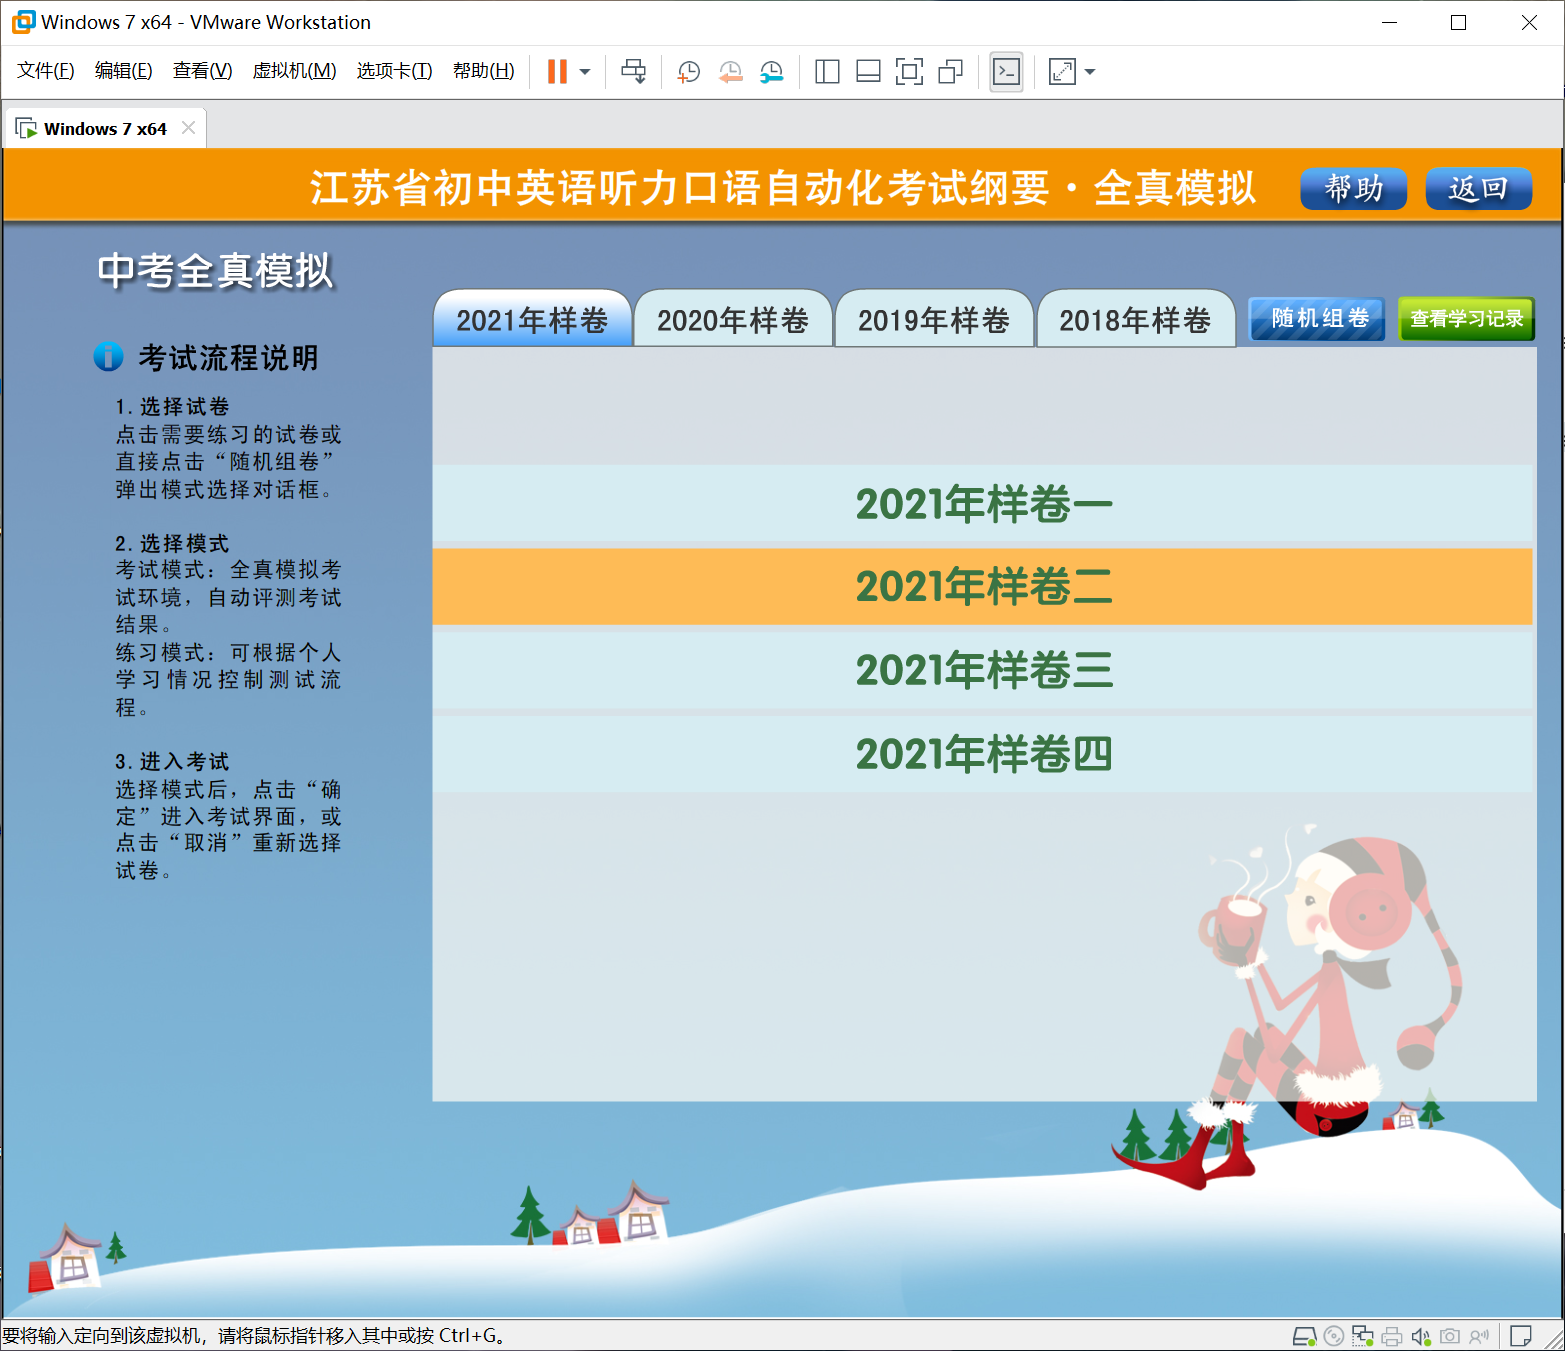 Windows 7 x64 - VMware Workstation
文件(F) 编辑(E) 查看(V) 虚拟机(M) 选项卡(T) 帮助(H)
Windows 7 x64
江苏省初中英语听力口语自动化考试纲要·全真模拟
帮助
返回
中考全真模拟
2021年样卷
2020年样卷
2019年样卷
2018年样卷
随机组卷
查看学习记录
考试流程说明
1. 选择试卷
点击需要练习的试卷或
直接点击“随机组卷”
弹出模式选择对话框。
2. 选择模式
考试模式：全真模拟考
试环境，自动评测考试
结果。
练习模式：可根据个人
学习情况控制测试流
程。
3. 进入考试
选择模式后，点击“确
定”进入考试界面，或
点击“取消”重新选择
试卷。
2021年样卷一
2021年样卷二
2021年样卷三
2021年样卷四
要将输入定向到该虚拟机，请将鼠标指针移入其中或按 Ctrl+G。